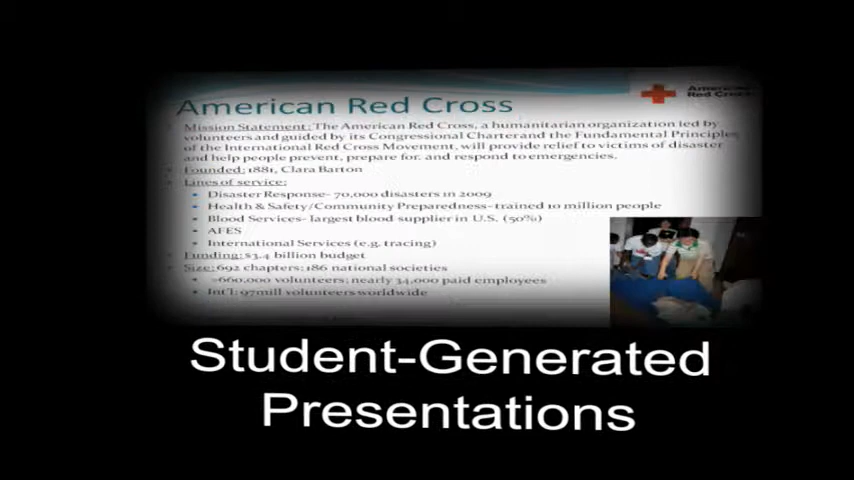 American Red Cross
American
Red Cross
Mission Statement: The American Red Cross, a humanitarian organization led by
volunteers and guided by its Congressional Charter and the Fundamental Principles
of the International Red Cross Movement, will provide relief to victims of disaster
and help people prevent, prepare for, and respond to emergencies.
• Founded: 1881, Clara Barton
• Lines of service:
• Disaster Response- 70,000 disasters in 2009
• Health & Safety/Community Preparedness- trained 10 million people
• Blood Services- largest blood supplier in U.S. (50%)
• AFES
• International Services (e.g. tracing)
• Funding: $3.4 billion budget
• Size: 692 chapters; 186 national societies
• >660,000 volunteers; nearly 34,000 paid employees
• Int'l: 97mill volunteers worldwide
Student-Generated
Presentations